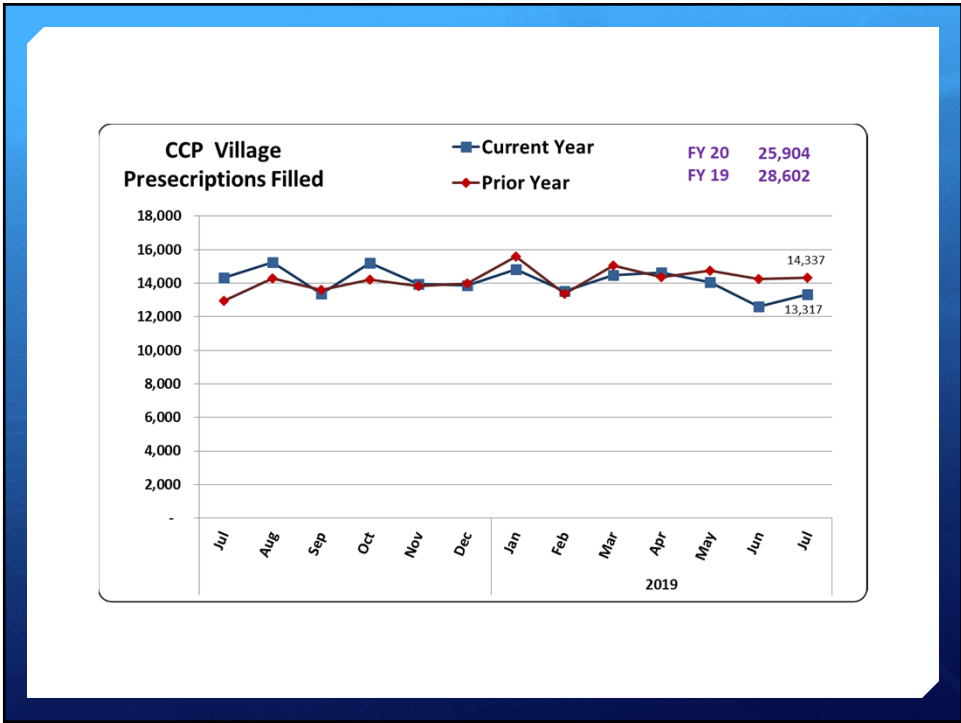 CCP  Village
Presecriptions Filled
Current Year
Prior Year
FY 20 25,904
FY 19 28,602
18,000
16,000
14,000
12,000
10,000
8,000
6,000
4,000
2,000
-
14,337
13,317
Jul Aug Sep Oct Nov Dec Jan Feb Mar Apr May Jun Jul
2019